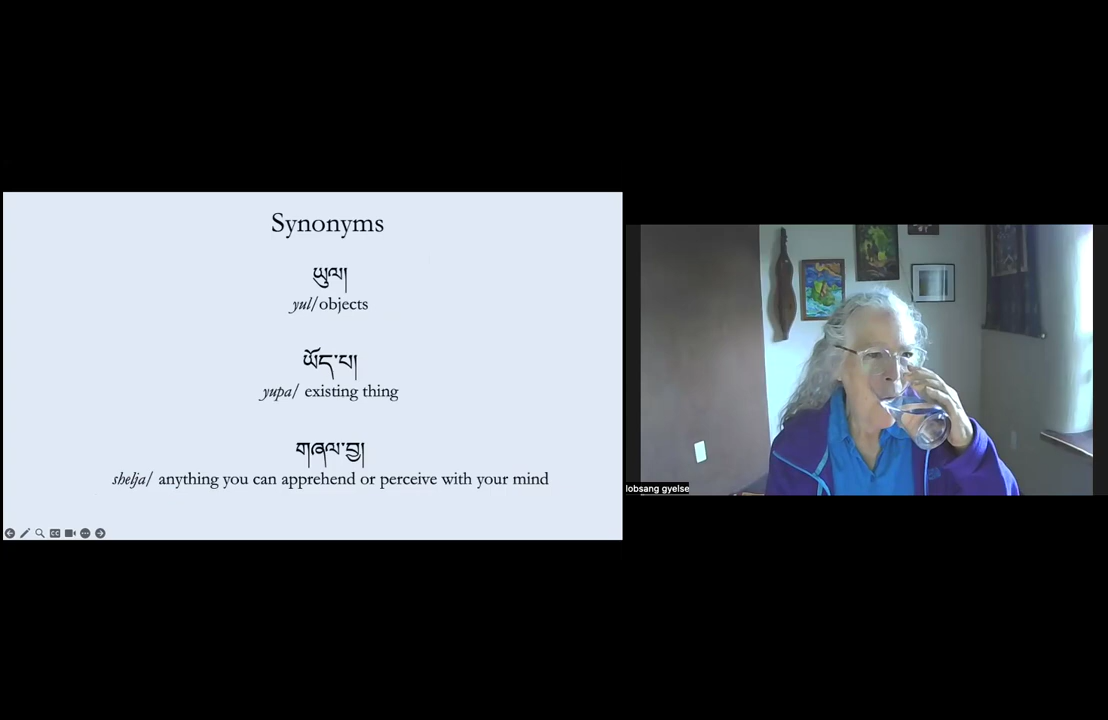 Synonyms
ཡུལ།
yul/objects
ཡོད་པ།
yupa/ existing thing
གཞལ་བྱ།
shelja/ anything you can apprehend or perceive with your mind
lobsang gyelse